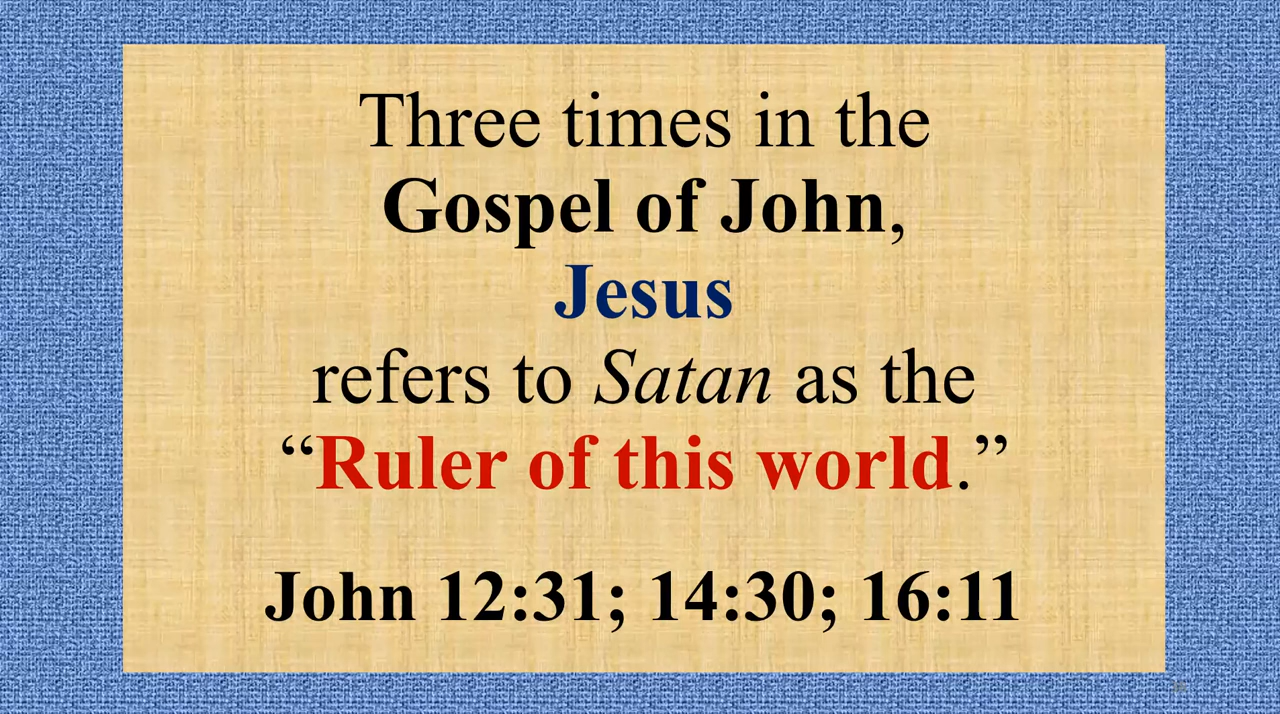 Three times in the
Gospel of John,
Jesus
refers to Satan as the
“Ruler of this world.”
John 12:31; 14:30; 16:11